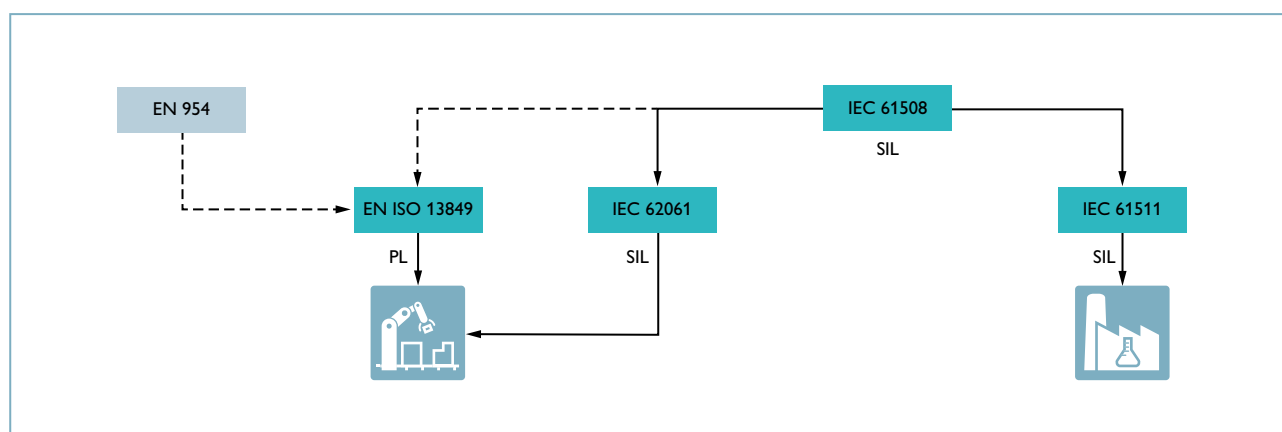 EN 954
IEC 61508
SIL
EN ISO 13849
IEC 62061
IEC 61511
PL
SIL
SIL